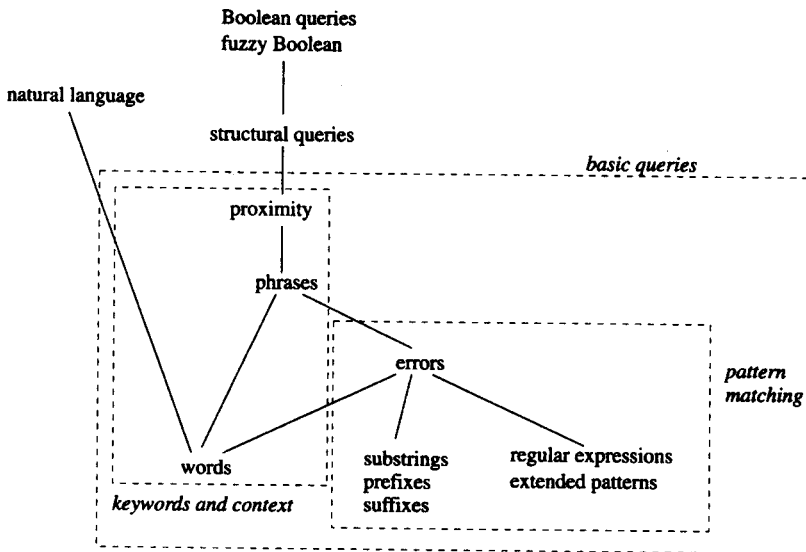 Boolean queries
fuzzy Boolean
natural language
structural queries
basic queries
proximity
phrases
errors
pattern
matching
words
substrings
prefixes
suffixes
regular expressions
extended patterns
keywords and context